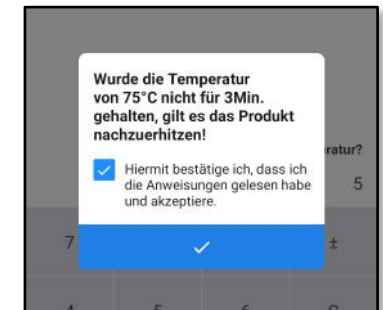 Wurde die Temperatur
von 75°C nicht für 3Min.
gehalten, gilt es das Produkt
nachzuerhitzen!
ratur?
Hiermit bestätige ich, dass ich
die Anweisungen gelesen habe
und akzeptiere.
5
7 ±
4 5 6 C